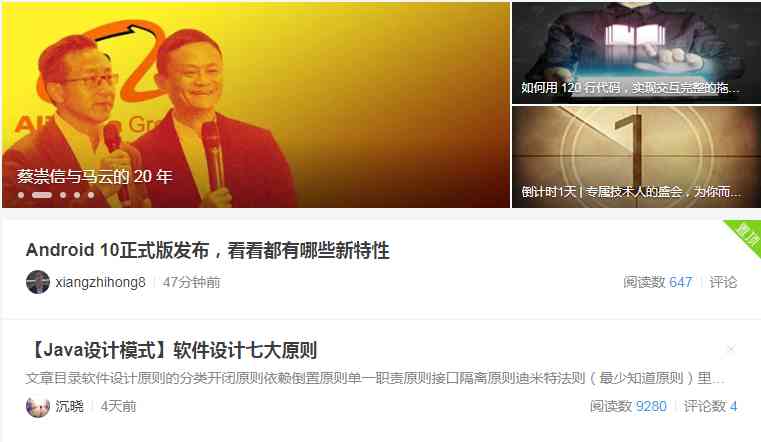 Gro
蔡崇信与马云的 20 年
如何用 120 行代码，实现交互完整的拖...
1
倒计时1天 | 专属技术人的盛会，为你而...
置顶
Android 10正式版发布，看看都有哪些新特性
xiangzhihong8 47分钟前 阅读数 647 评论
【Java设计模式】软件设计七大原则
文章目录软件设计原则的分类开闭原则依赖倒置原则单一职责原则接口隔离原则迪米特法则（最少知道原则）里...
沉晓 4天前 阅读数 9280 评论数 4